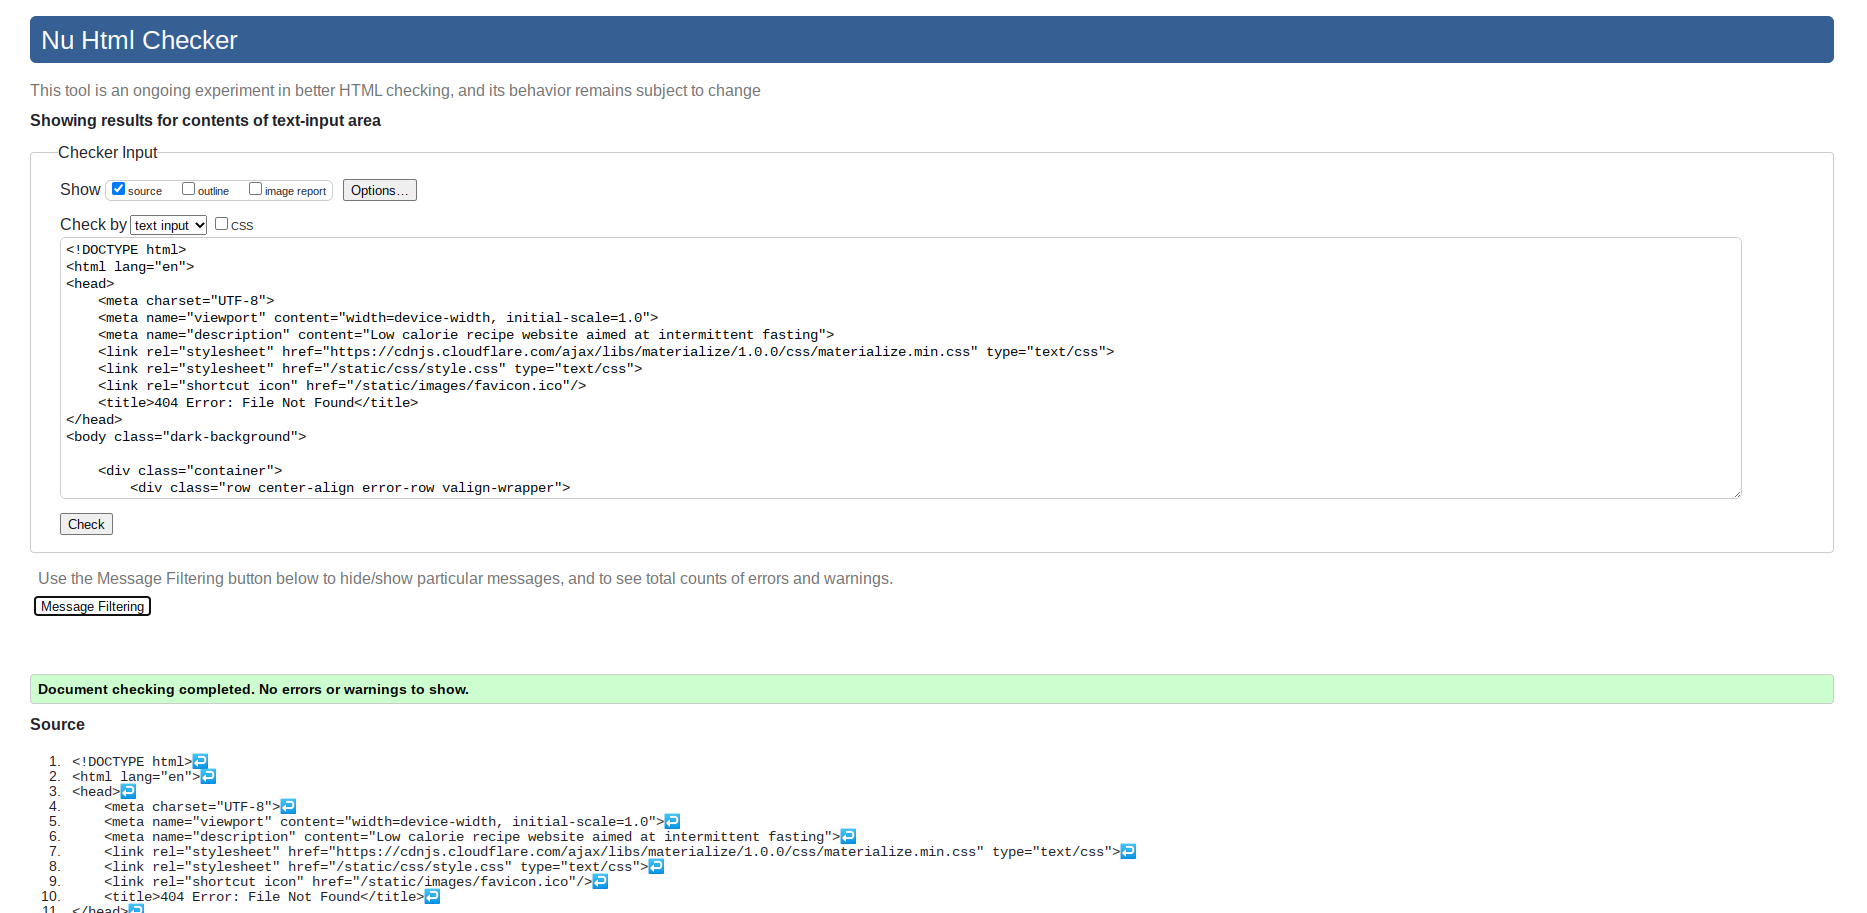 Nu Html Checker
This tool is an ongoing experiment in better HTML checking, and its behavior remains subject to change
Showing results for contents of text-input area
Checker Input
Show source outline image report Options...
Check by text input CSS
<!DOCTYPE html>
<html lang="en">
<head>
    <meta charset="UTF-8">
    <meta name="viewport" content="width=device-width, initial-scale=1.0">
    <meta name="description" content="Low calorie recipe website aimed at intermittent fasting">
    <link rel="stylesheet" href="https://cdnjs.cloudflare.com/ajax/libs/materialize/1.0.0/css/materialize.min.css" type="text/css">
    <link rel="stylesheet" href="/static/css/style.css" type="text/css">
    <link rel="shortcut icon" href="/static/images/favicon.ico"/>
    <title>404 Error: File Not Found</title>
</head>
<body class="dark-background">
    <div class="container">
        <div class="row center-align error-row valign-wrapper">
Check
Use the Message Filtering button below to hide/show particular messages, and to see total counts of errors and warnings.
Message Filtering
Document checking completed. No errors or warnings to show.
Source
1. <!DOCTYPE html>↩
2. <html lang="en">↩
3. <head>↩
4.     <meta charset="UTF-8">↩
5.     <meta name="viewport" content="width=device-width, initial-scale=1.0">↩
6.     <meta name="description" content="Low calorie recipe website aimed at intermittent fasting">↩
7.     <link rel="stylesheet" href="https://cdnjs.cloudflare.com/ajax/libs/materialize/1.0.0/css/materialize.min.css" type="text/css">↩
8.     <link rel="stylesheet" href="/static/css/style.css" type="text/css">↩
9.     <link rel="shortcut icon" href="/static/images/favicon.ico"/>↩
10.     <title>404 Error: File Not Found</title>↩
11. </head>↩